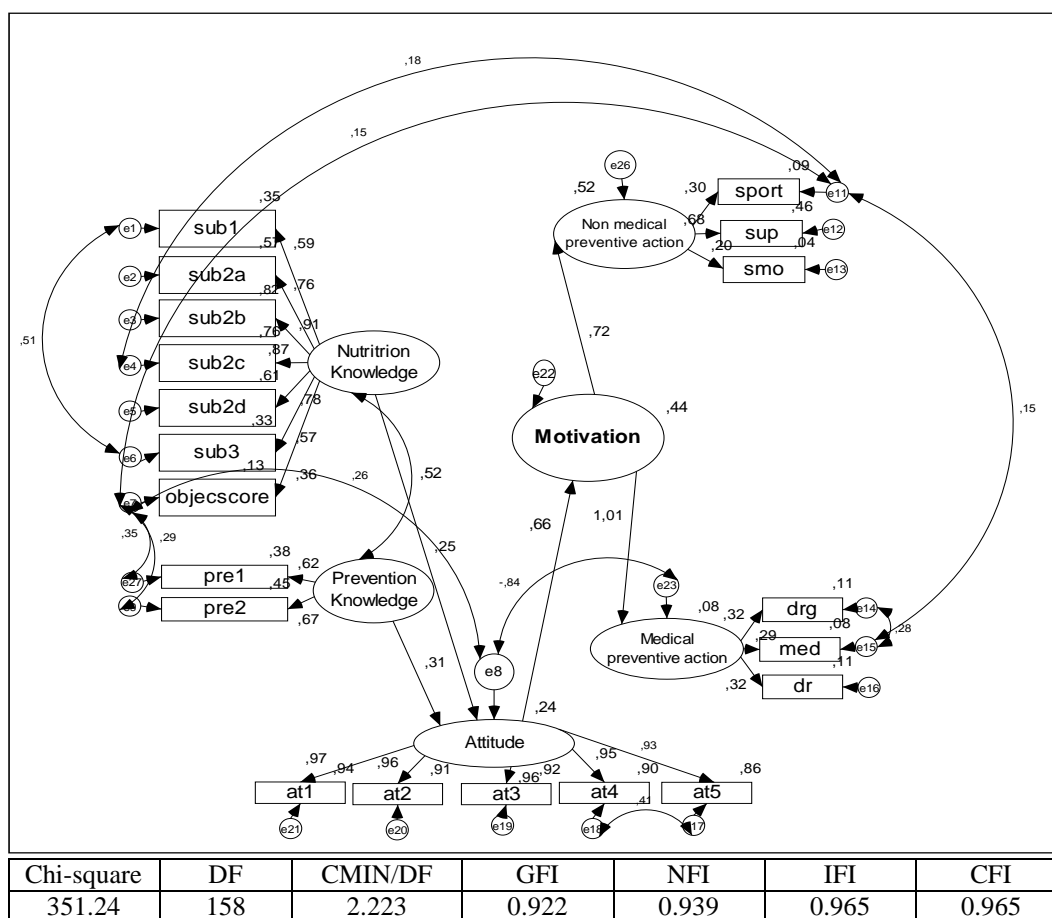 ,18
,15
e26
,09
,35
,52
,30
sport
e11
,46
e1
sub1
,57
,59
Non medical
preventive action
,68
sup
e12
,20
,04
e2
sub2a
,76
smo
e13
,82
e3
sub2b
,91
,72
,51
,76
,87
Nutrition
Knowledge
e4
sub2c
,61
e22
,44
e5
sub2d
,78
,33
,15
Motivation
e6
sub3
,57
,13
,26
,52
,36
objecscore
,66
1,01
,35
,29
,25
,38
,62
-,84
e27
pre1
,45
Prevention
Knowledge
e23
,11
pre2
,67
,08
,32
drg
e14
,08
,28
,31
e8
Medical
preventive action
,29
med
e15
,11
,32
dr
e16
,24
Attitude
,97
,94
,96
,91
,96
,92
,95
,90
,93
,86
at1
at2
at3
at4
,41
at5
e21
e20
e19
e18
17
Chi-square DF CMIN/DF GFI NFI IFI CFI
351.24 158 2.223 0.922 0.939 0.965 0.965